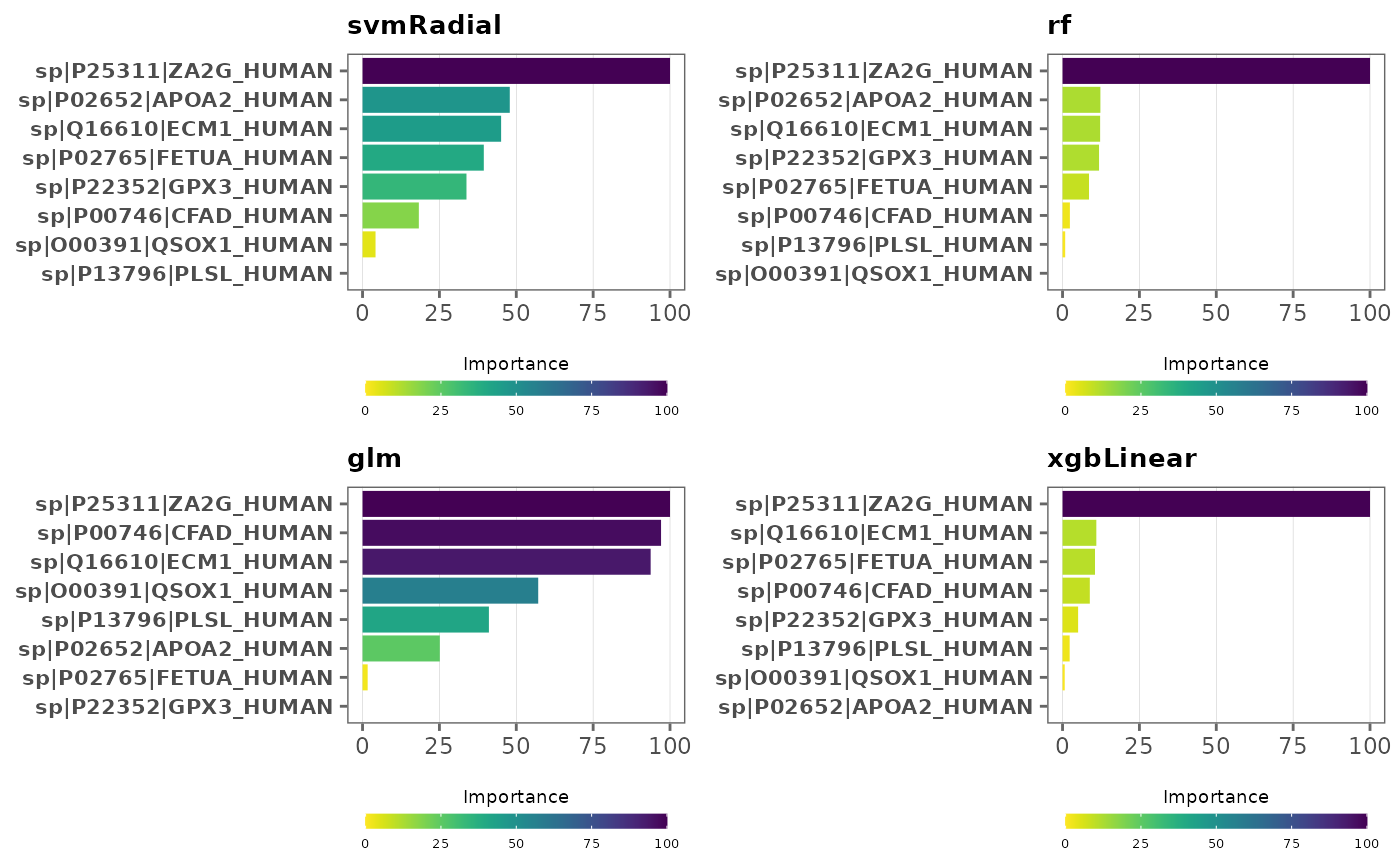 svmRadial
sp|P25311|ZA2G_HUMAN
sp|P02652|APOA2_HUMAN
sp|Q16610|ECM1_HUMAN
sp|P02765|FETUA_HUMAN
sp|P22352|GPX3_HUMAN
sp|P00746|CFAD_HUMAN
sp|O00391|QSOX1_HUMAN
sp|P13796|PLSL_HUMAN
0 25 50 75 100
Importance
0 25 50 75 100
rf
sp|P25311|ZA2G_HUMAN
sp|P02652|APOA2_HUMAN
sp|Q16610|ECM1_HUMAN
sp|P22352|GPX3_HUMAN
sp|P02765|FETUA_HUMAN
sp|P00746|CFAD_HUMAN
sp|P13796|PLSL_HUMAN
sp|O00391|QSOX1_HUMAN
0 25 50 75 100
Importance
0 25 50 75 100
glm
sp|P25311|ZA2G_HUMAN
sp|P00746|CFAD_HUMAN
sp|Q16610|ECM1_HUMAN
sp|O00391|QSOX1_HUMAN
sp|P13796|PLSL_HUMAN
sp|P02652|APOA2_HUMAN
sp|P02765|FETUA_HUMAN
sp|P22352|GPX3_HUMAN
0 25 50 75 100
Importance
0 25 50 75 100
xgbLinear
sp|P25311|ZA2G_HUMAN
sp|Q16610|ECM1_HUMAN
sp|P02765|FETUA_HUMAN
sp|P00746|CFAD_HUMAN
sp|P22352|GPX3_HUMAN
sp|P13796|PLSL_HUMAN
sp|O00391|QSOX1_HUMAN
sp|P02652|APOA2_HUMAN
0 25 50 75 100
Importance
0 25 50 75 100